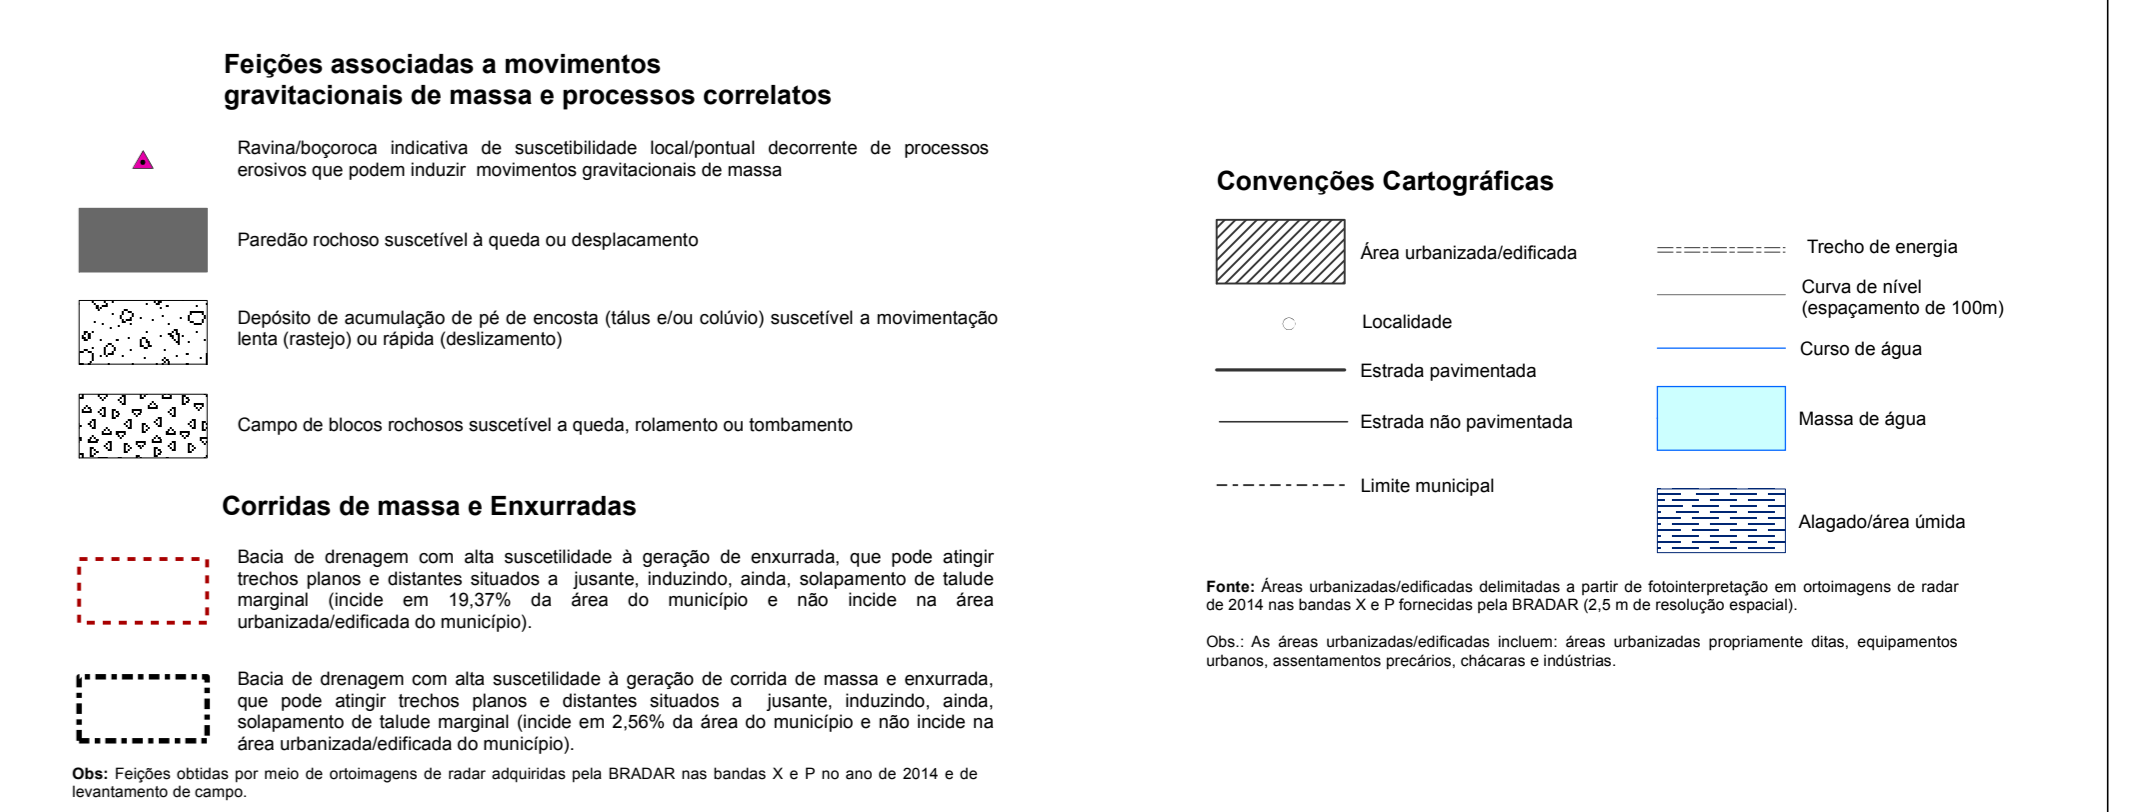 Feições associadas a movimentos
gravitacionais de massa e processos correlatos
Ravina/boçoroca indicativa de suscetibilidade local/pontual decorrente de processos
erosivos que podem induzir movimentos gravitacionais de massa
Paredão rochoso suscetível à queda ou desplacamento
Depósito de acumulação de pé de encosta (tálus e/ou colúvio) suscetível a movimentação
lenta (rastejo) ou rápida (deslizamento)
Campo de blocos rochosos suscetível a queda, rolamento ou tombamento
Corridas de massa e Enxurradas
Bacia de drenagem com alta suscetilidade à geração de enxurrada, que pode atingir
trechos planos e distantes situados a jusante, induzindo, ainda, solapamento de talude
marginal (incide em 19,37% da área do município e não incide na área
urbanizada/edificada do município).
Bacia de drenagem com alta suscetilidade à geração de corrida de massa e enxurrada,
que pode atingir trechos planos e distantes situados a jusante, induzindo, ainda,
solapamento de talude marginal (incide em 2,56% da área do município e não incide na
área urbanizada/edificada do município).
Obs: Feições obtidas por meio de ortoimagens de radar adquiridas pela BRADAR nas bandas X e P no ano de 2014 e de
levantamento de campo.
Convenções Cartográficas
Área urbanizada/edificada
Localidade
Estrada pavimentada
Estrada não pavimentada
Limite municipal
Trecho de energia
Curva de nível
(espaçamento de 100m)
Curso de água
Massa de água
Alagado/área úmida
Fonte: Áreas urbanizadas/edificadas delimitadas a partir de fotointerpretação em ortoimagens de radar
de 2014 nas bandas X e P fornecidas pela BRADAR (2,5 m de resolução espacial).
Obs.: As áreas urbanizadas/edificadas incluem: áreas urbanizadas propriamente ditas, equipamentos
urbanos, assentamentos precários, chácaras e indústrias.